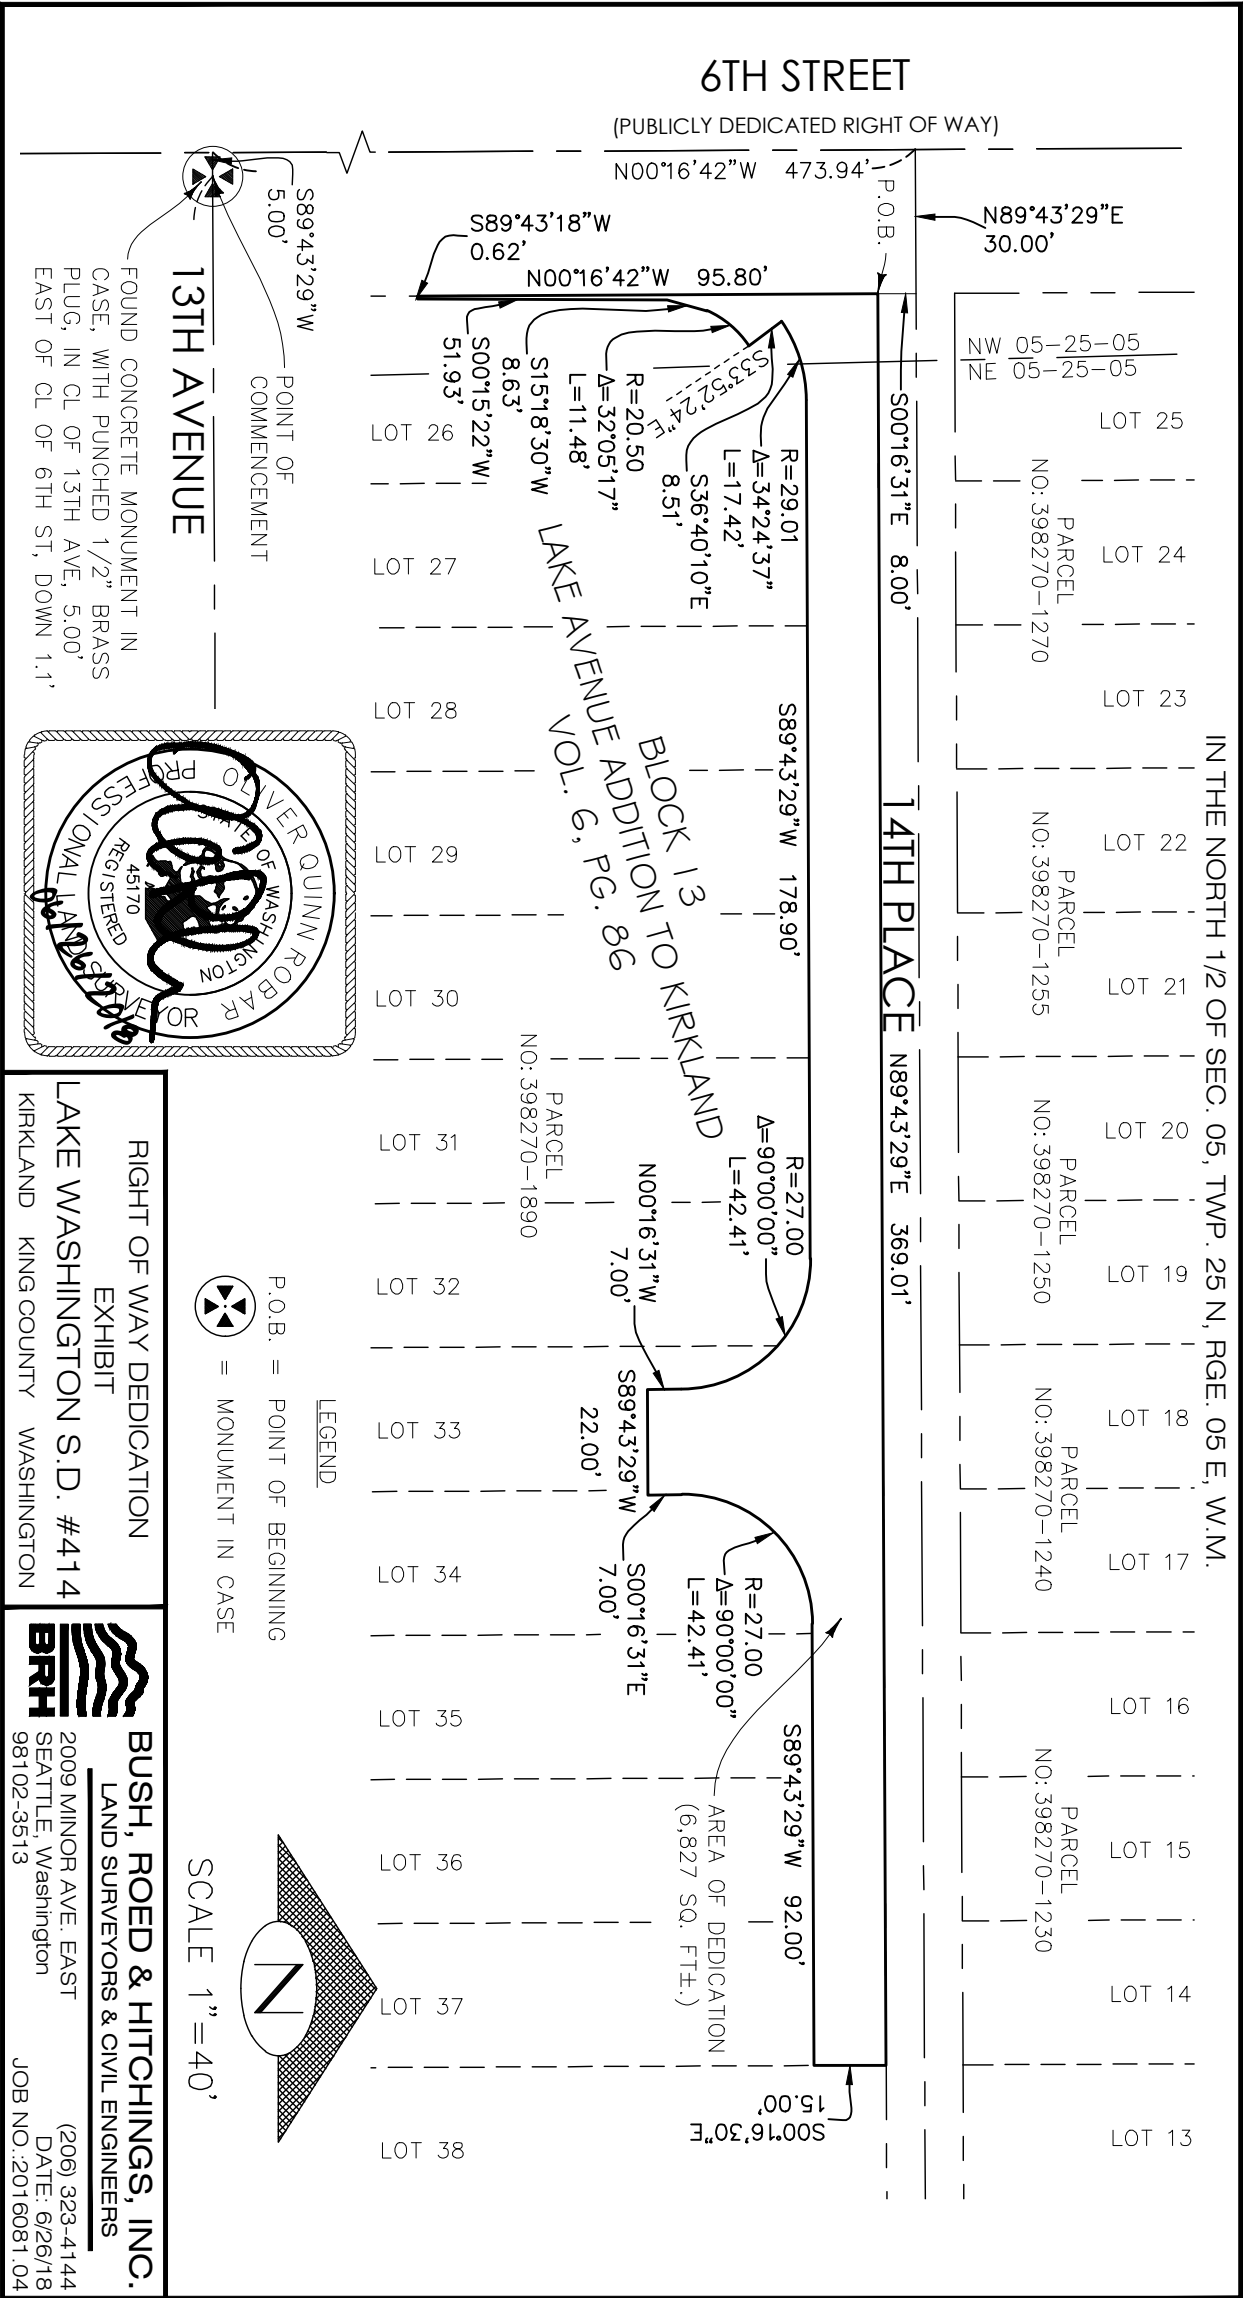 IN THE NORTH 1/2 OF SEC. 05, TWP. 25 N, RGE. 05 E, W.M.
6TH STREET
(PUBLICLY DEDICATED RIGHT OF WAY)
N00°16'42"W 473.94'
P.O.B.
N89°43'29"E
30.00'
S00°16'31"E 8.00'
NW 05-25-05
NE 05-25-05
LOT 25
LOT 24
LOT 23
LOT 22
LOT 21
LOT 20
LOT 19
LOT 18
LOT 17
LOT 16
LOT 15
LOT 14
LOT 13
PARCEL
NO: 398270-1270
PARCEL
NO: 398270-1255
PARCEL
NO: 398270-1250
PARCEL
NO: 398270-1240
PARCEL
NO: 398270-1230
14TH PLACE
N89°43'29"E 369.01'
S89°43'18"W
0.62'
N00°16'42"W 95.80'
R=29.01
Δ=34°24'37"
L=17.42'
S36°40'10"E
8.51'
S33°52'24"E
R=20.50
Δ=32°05'17"
L=11.48'
S15°18'30"W
8.63'
S00°15'22"W
51.93'
S89°43'29"W 178.90'
R=27.00
Δ=90°00'00"
L=42.41'
N00°16'31"W
7.00'
S89°43'29"W
22.00'
S00°16'31"E
7.00'
R=27.00
Δ=90°00'00"
L=42.41'
S89°43'29"W 92.00'
S00°16'30"E
15.00'
AREA OF DEDICATION
(6,827 SQ. FT±.)
BLOCK 13
LAKE AVENUE ADDITION TO KIRKLAND
VOL. 6, PG. 86
PARCEL
NO: 398270-1890
LOT 26
LOT 27
LOT 28
LOT 29
LOT 30
LOT 31
LOT 32
LOT 33
LOT 34
LOT 35
LOT 36
LOT 37
LOT 38
S89°43'29"W
5.00'
POINT OF
COMMENCEMENT
13TH AVENUE
FOUND CONCRETE MONUMENT IN
CASE, WITH PUNCHED 1/2" BRASS
PLUG, IN CL OF 13TH AVE, 5.00'
EAST OF CL OF 6TH ST, DOWN 1.1'
OLIVER QUINN ROBAR
STATE OF WASHINGTON
45170
REGISTERED
PROFESSIONAL LAND SURVEYOR
06/26/2018
LEGEND
P.O.B. = POINT OF BEGINNING
= MONUMENT IN CASE
N
SCALE 1"=40'
RIGHT OF WAY DEDICATION
EXHIBIT
LAKE WASHINGTON S.D. #414
KIRKLAND KING COUNTY WASHINGTON
BRH
BUSH, ROED & HITCHINGS, INC.
LAND SURVEYORS & CIVIL ENGINEERS
2009 MINOR AVE. EAST (206) 323-4144
SEATTLE, Washington DATE: 6/26/18
98102-3513 JOB NO.:2016081.04